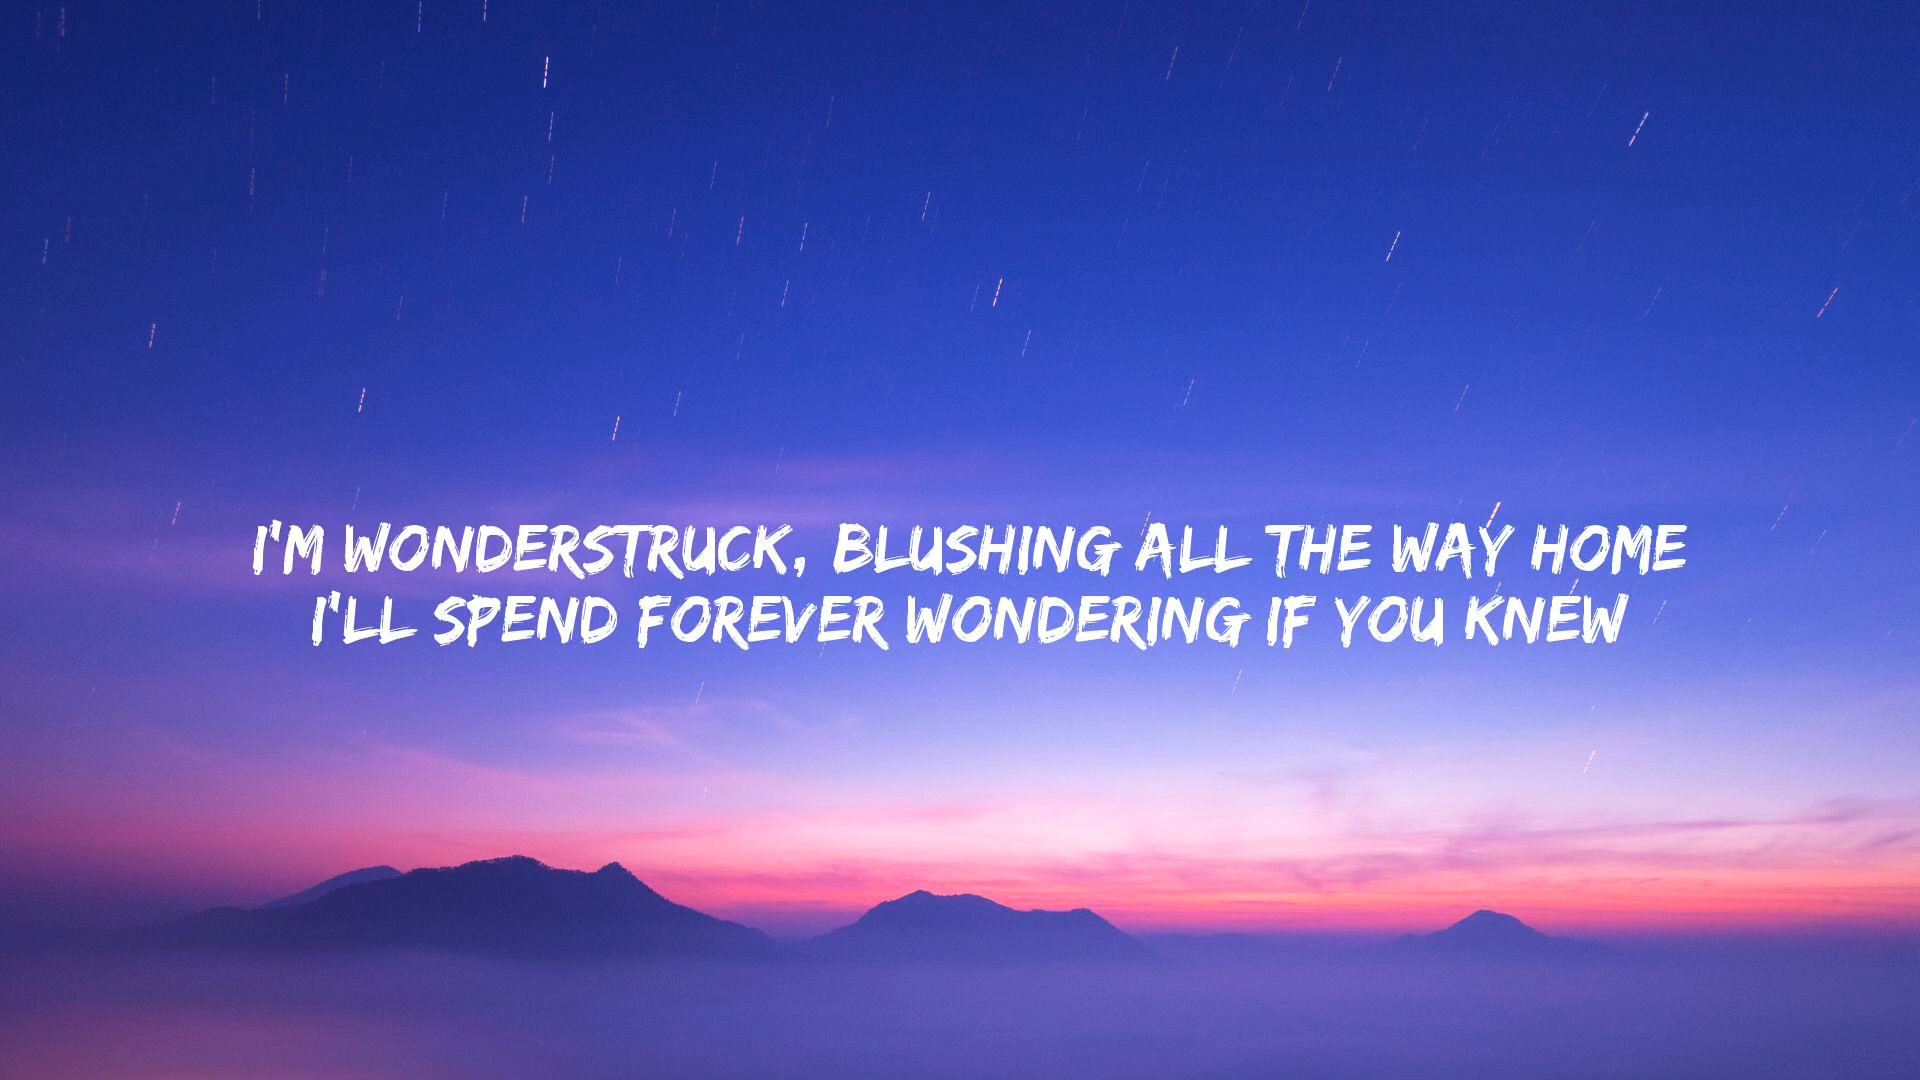 I'M WONDERSTRUCK, BLUSHING ALL THE WAY HOME
I'LL SPEND FOREVER WONDERING IF YOU KNEW